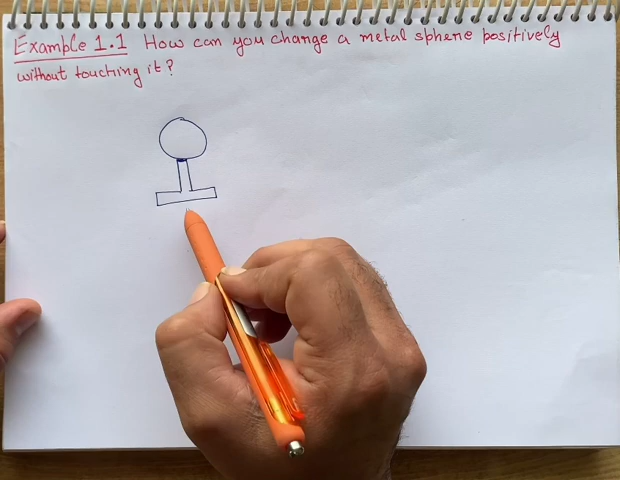 Example 1.1 How can you change a metal sphere positively
without touching it?